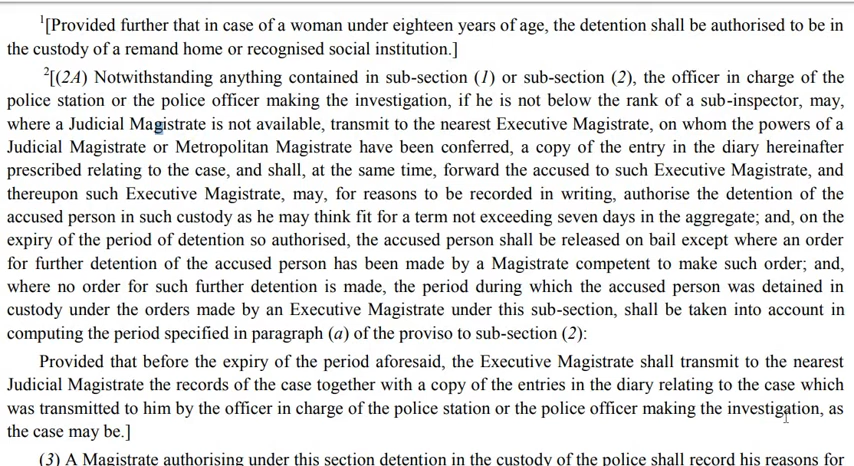 ¹[Provided further that in case of a woman under eighteen years of age, the detention shall be authorised to be in
the custody of a remand home or recognised social institution.]
²[(2A) Notwithstanding anything contained in sub-section (1) or sub-section (2), the officer in charge of the
police station or the police officer making the investigation, if he is not below the rank of a sub-inspector, may,
where a Judicial Magistrate is not available, transmit to the nearest Executive Magistrate, on whom the powers of a
Judicial Magistrate or Metropolitan Magistrate have been conferred, a copy of the entry in the diary hereinafter
prescribed relating to the case, and shall, at the same time, forward the accused to such Executive Magistrate, and
thereupon such Executive Magistrate, may, for reasons to be recorded in writing, authorise the detention of the
accused person in such custody as he may think fit for a term not exceeding seven days in the aggregate; and, on the
expiry of the period of detention so authorised, the accused person shall be released on bail except where an order
for further detention of the accused person has been made by a Magistrate competent to make such order; and,
where no order for such further detention is made, the period during which the accused person was detained in
custody under the orders made by an Executive Magistrate under this sub-section, shall be taken into account in
computing the period specified in paragraph (a) of the proviso to sub-section (2):
Provided that before the expiry of the period aforesaid, the Executive Magistrate shall transmit to the nearest
Judicial Magistrate the records of the case together with a copy of the entries in the diary relating to the case which
was transmitted to him by the officer in charge of the police station or the police officer making the investigation, as
the case may be.]
(3) A Magistrate authorising under this section detention in the custody of the police shall record his reasons for